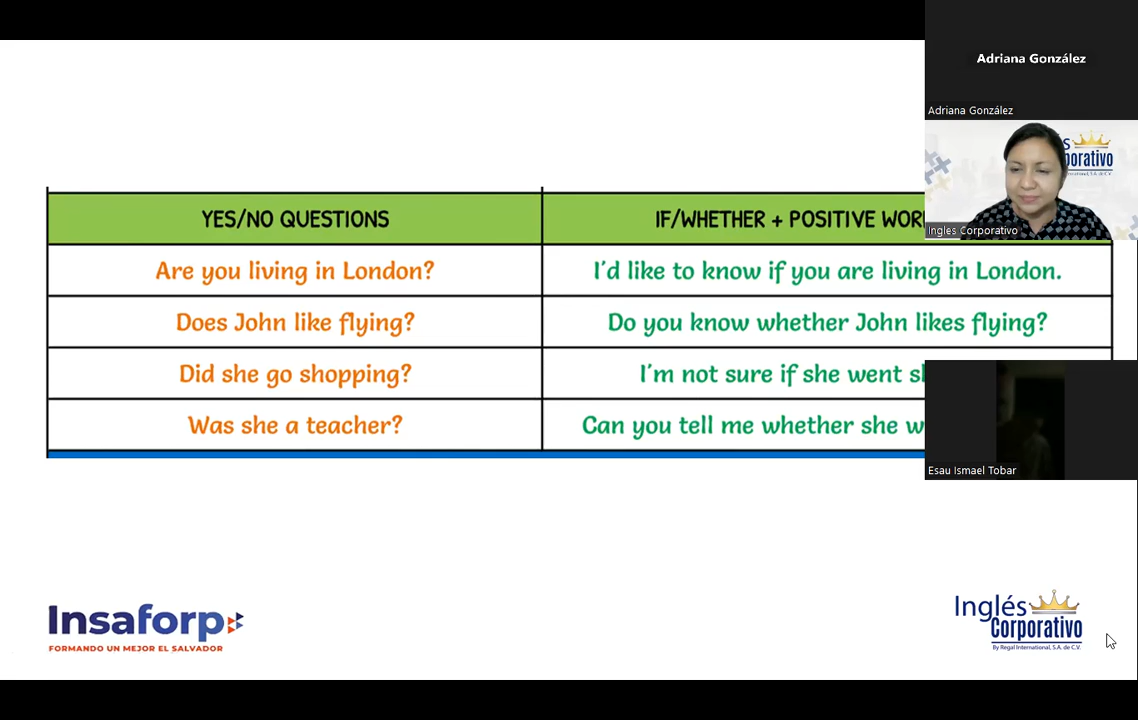 Adriana González
Adriana González
Ingles Corporativo
YES/NO QUESTIONS
IF/WHETHER + POSITIVE
Are you living in London?
I'd like to know if you are living in London.
Does John like flying?
Do you know whether John likes flying?
Did she go shopping?
I'm not sure if she went
Was she a teacher?
Can you tell me whether she
Esau Ismael Tobar
Insaforp
FORMANDO UN MEJOR EL SALVADOR
Inglés
Corporativo
By Regal International, S.A. de C.V.